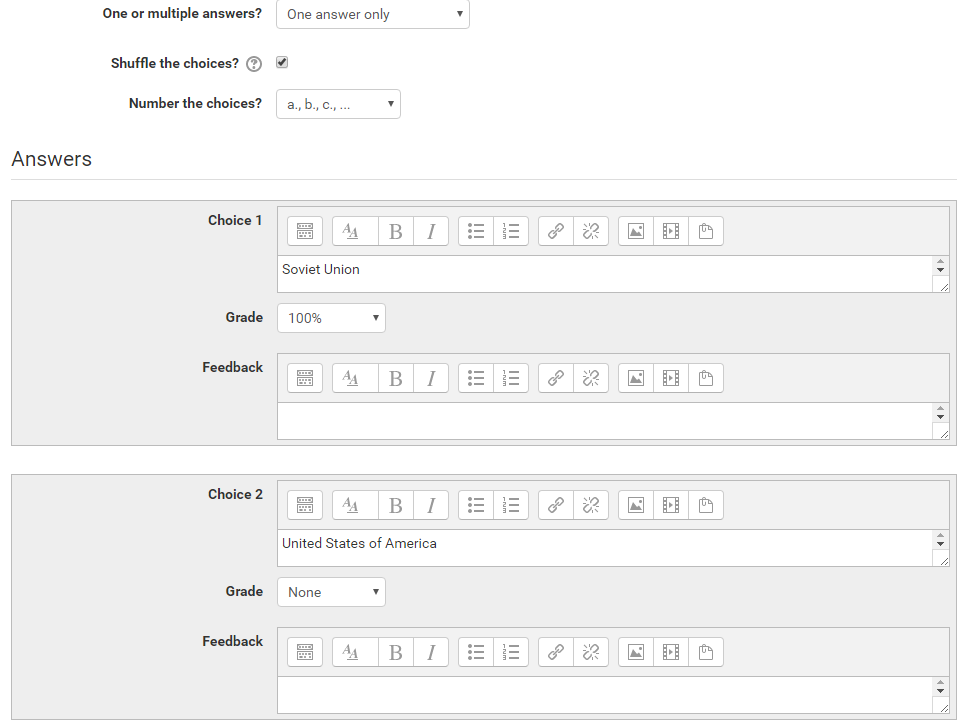 One or multiple answers? One answer only
Shuffle the choices?
Number the choices? a., b., c., ...
Answers
Choice 1
Soviet Union
Grade 100%
Feedback
Choice 2
United States of America
Grade None
Feedback